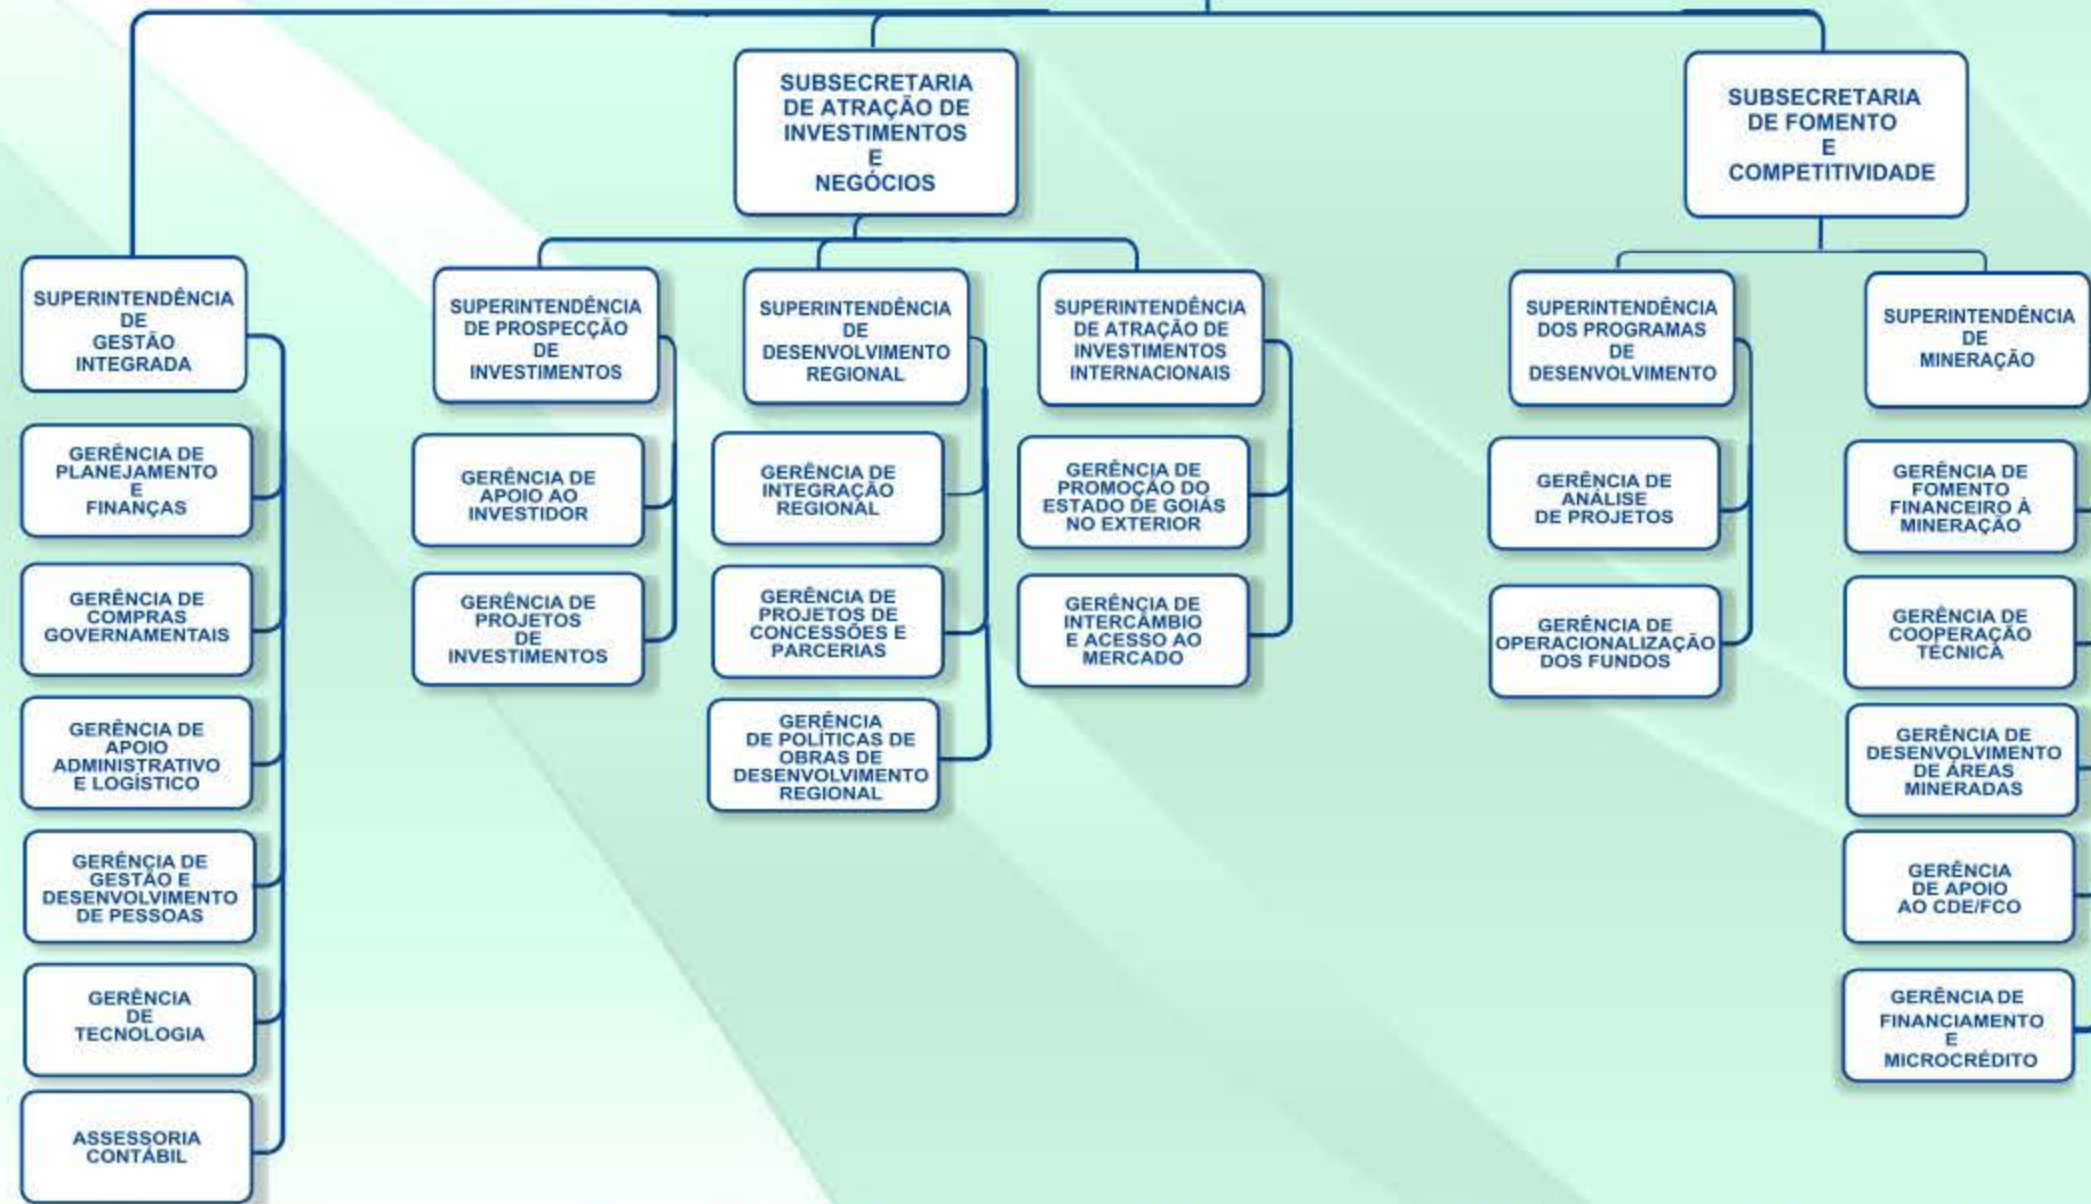 SUBSECRETARIA
DE ATRAÇÃO DE
INVESTIMENTOS
E
NEGÓCIOS
SUBSECRETARIA
DE FOMENTO
E
COMPETITIVIDADE
SUPERINTENDÊNCIA
DE
GESTÃO
INTEGRADA
GERÊNCIA DE
PLANEJAMENTO
E
FINANÇAS
GERÊNCIA DE
COMPRAS
GOVERNAMENTAIS
GERÊNCIA DE
APOIO
ADMINISTRATIVO
E LOGÍSTICO
GERÊNCIA DE
GESTÃO E
DESENVOLVIMENTO
DE PESSOAS
GERÊNCIA
DE
TECNOLOGIA
ASSESSORIA
CONTÁBIL
SUPERINTENDÊNCIA
DE PROSPECÇÃO
DE
INVESTIMENTOS
GERÊNCIA DE
APOIO AO
INVESTIDOR
GERÊNCIA DE
PROJETOS
DE
INVESTIMENTOS
SUPERINTENDÊNCIA
DE
DESENVOLVIMENTO
REGIONAL
GERÊNCIA DE
INTEGRAÇÃO
REGIONAL
GERÊNCIA DE
PROJETOS DE
CONCESSÕES E
PARCERIAS
GERÊNCIA
DE POLÍTICAS DE
OBRAS DE
DESENVOLVIMENTO
REGIONAL
SUPERINTENDÊNCIA
DE ATRAÇÃO DE
INVESTIMENTOS
INTERNACIONAIS
GERÊNCIA DE
PROMOÇÃO DO
ESTADO DE GOIÁS
NO EXTERIOR
GERÊNCIA DE
INTERCÂMBIO
E ACESSO AO
MERCADO
SUPERINTENDÊNCIA
DOS PROGRAMAS
DE
DESENVOLVIMENTO
GERÊNCIA DE
ANÁLISE
DE PROJETOS
GERÊNCIA DE
OPERACIONALIZAÇÃO
DOS FUNDOS
SUPERINTENDÊNCIA
DE
MINERAÇÃO
GERÊNCIA DE
FOMENTO
FINANCEIRO À
MINERAÇÃO
GERÊNCIA DE
COOPERAÇÃO
TÉCNICA
GERÊNCIA DE
DESENVOLVIMENTO
DE ÁREAS
MINERADAS
GERÊNCIA
DE APOIO
AO CDE/FCO
GERÊNCIA DE
FINANCIAMENTO
E
MICROCRÉDITO